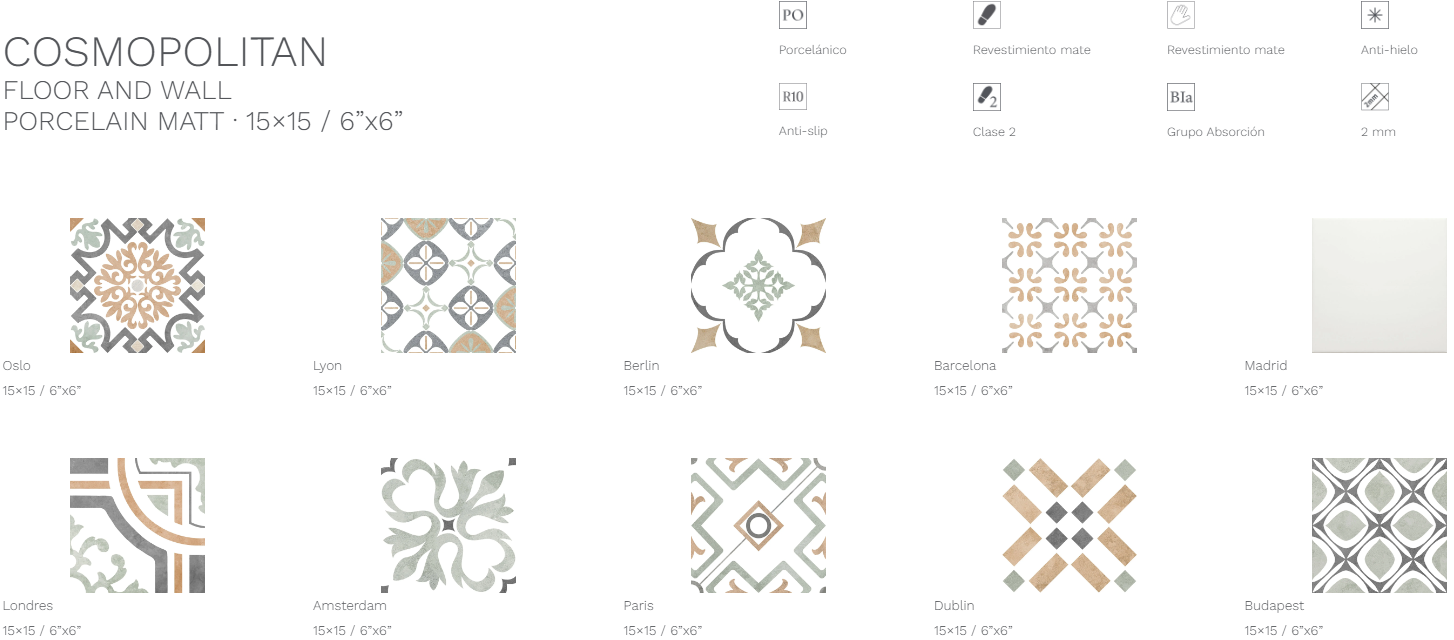 COSMOPOLITAN
FLOOR AND WALL
PORCELAIN MATT · 15×15 / 6”x6”
PO
Porcelánico
Revestimiento mate
Revestimiento mate
Anti-hielo
R10
Anti-slip
2
Clase 2
BIa
Grupo Absorción
2mm
2 mm
Oslo
15×15 / 6”x6”
Lyon
15×15 / 6”x6”
Berlin
15×15 / 6”x6”
Barcelona
15×15 / 6”x6”
Madrid
15×15 / 6”x6”
Londres
15×15 / 6”x6”
Amsterdam
15×15 / 6”x6”
Paris
15×15 / 6”x6”
Dublin
15×15 / 6”x6”
Budapest
15×15 / 6”x6”